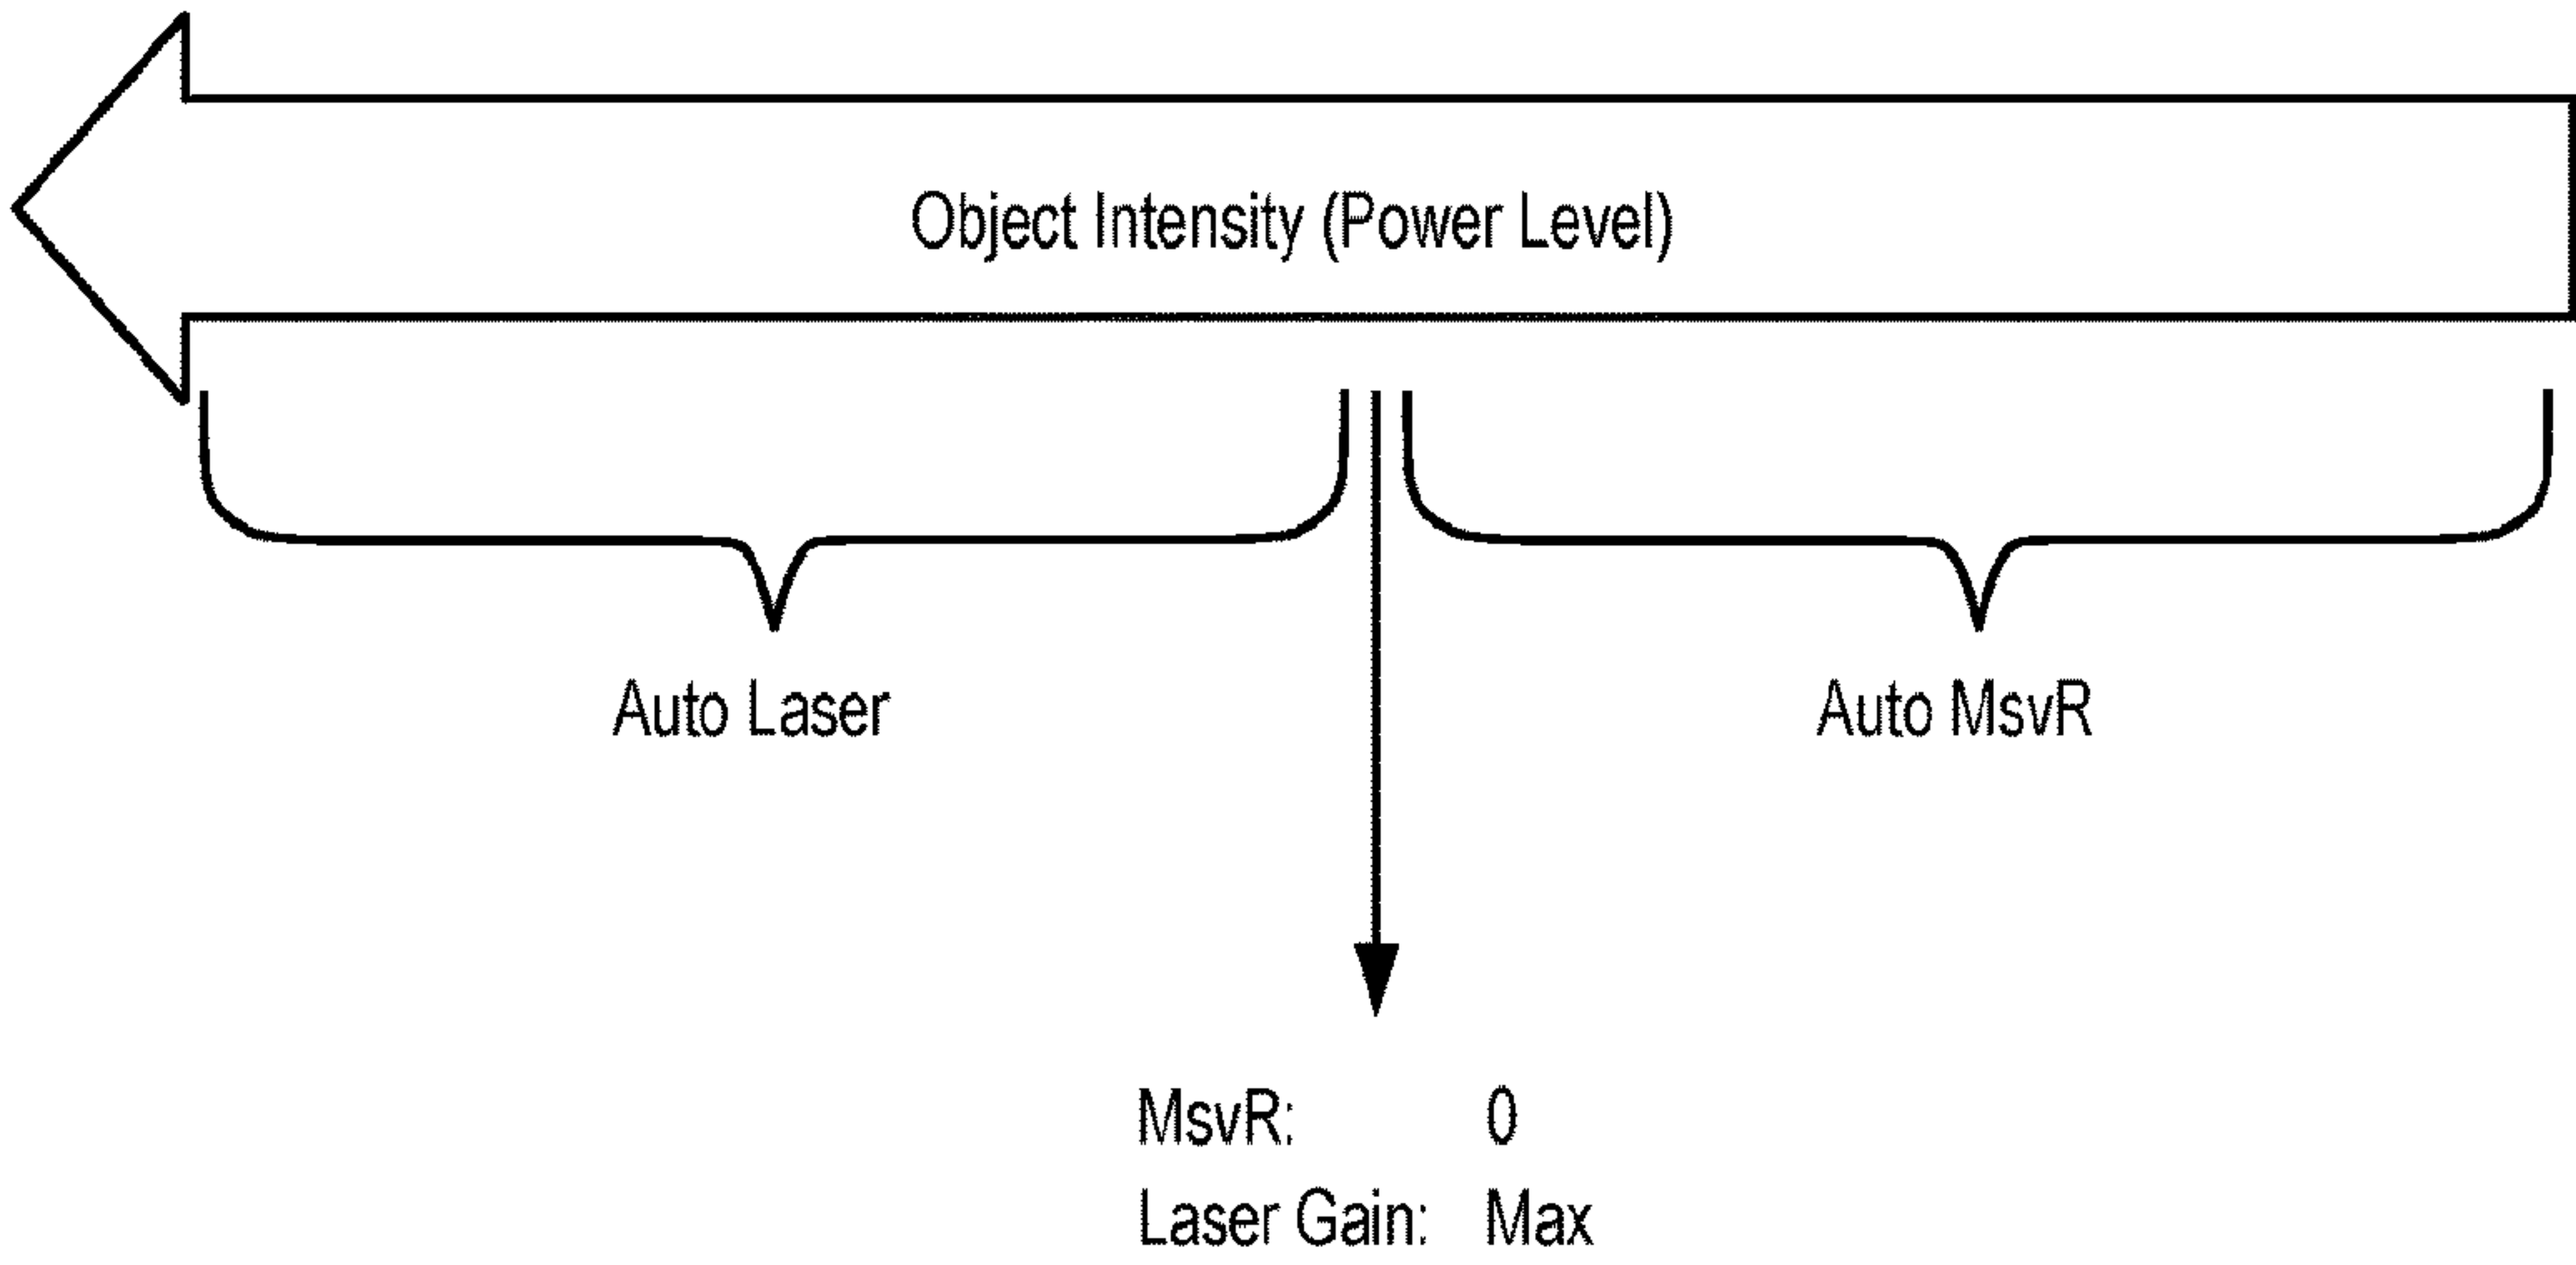 Object Intensity (Power Level)
Auto Laser Auto MsvR
MsvR: 0
Laser Gain: Max